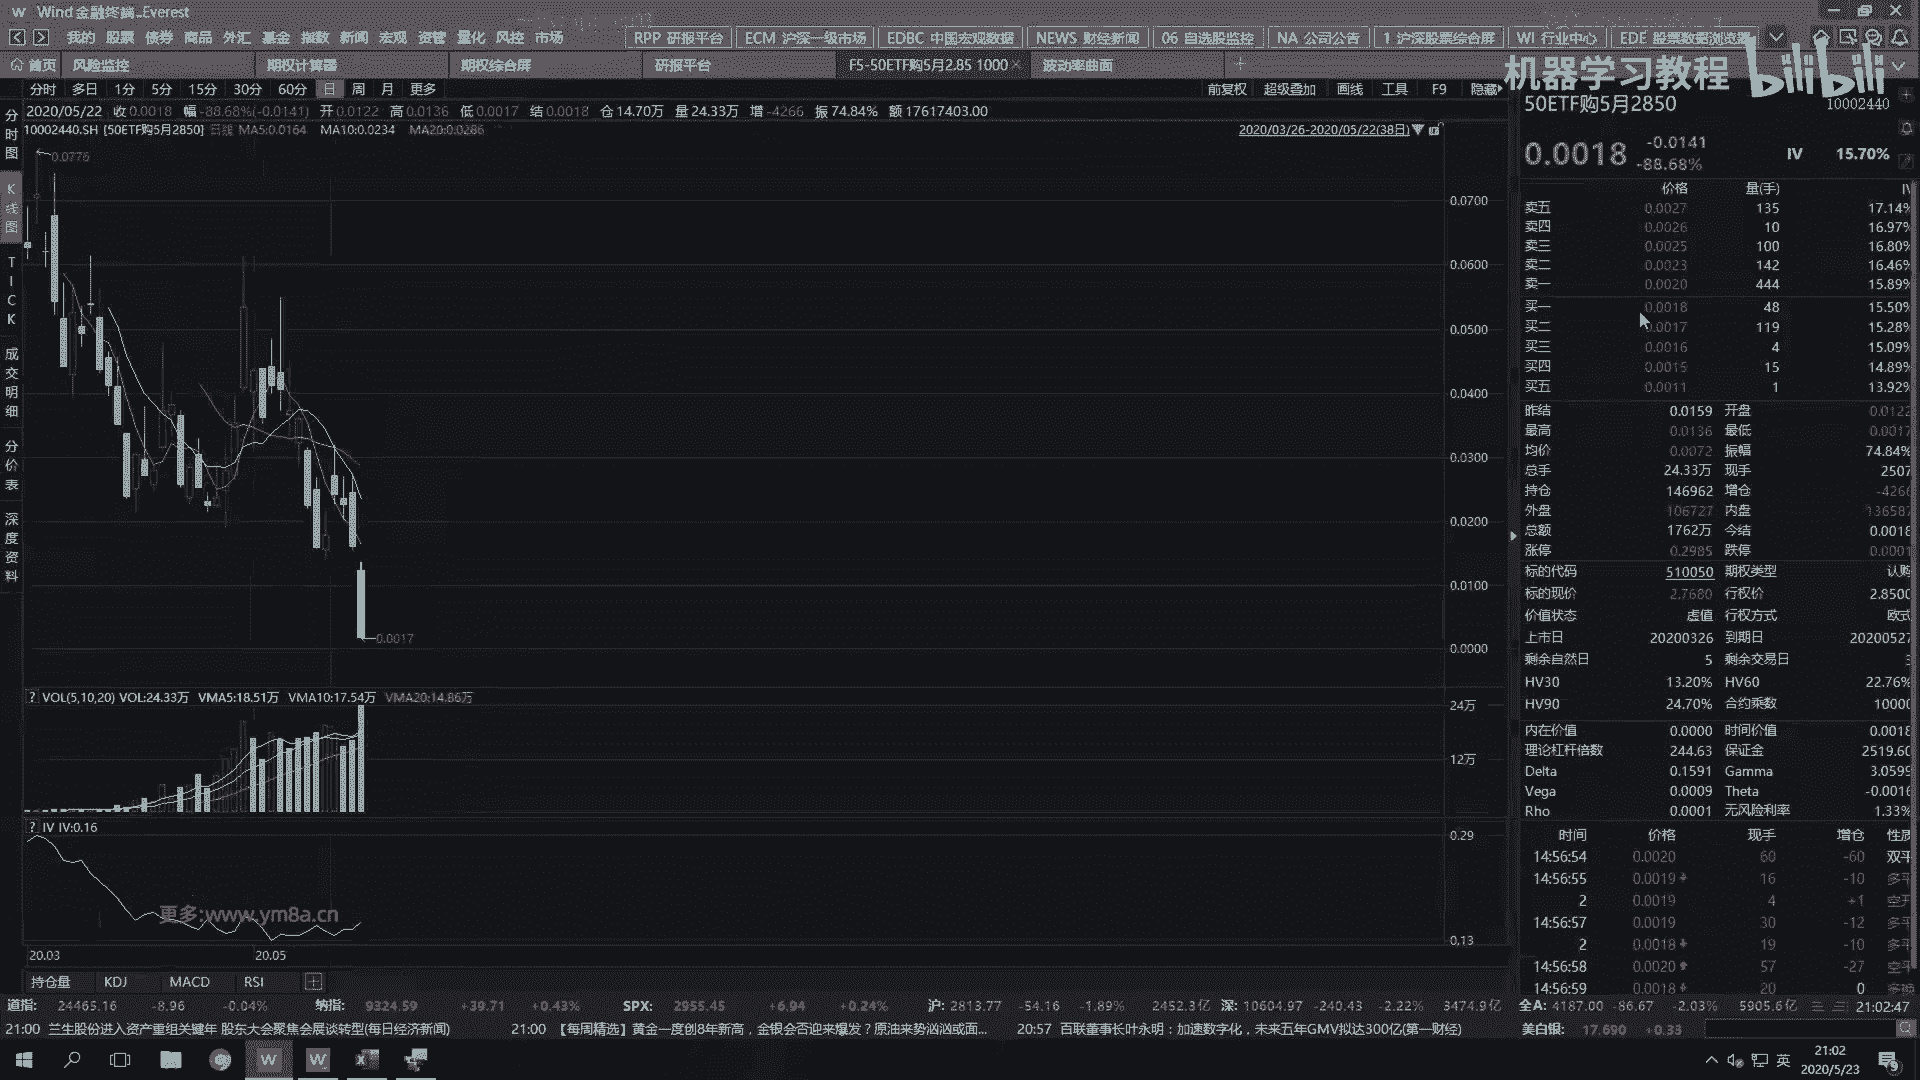 Wind 金融终端_Everest
我的 股票 债券 商品 外汇 基金 指数 新闻 宏观 资管 量化 风控 市场
RPP 研报平台 ECM 沪深一级市场 EDBC 中国宏观数据 NEWS 财经新闻 06 自选股监控 NA 公司公告 1 沪深股票综合屏 WI 行业中心 EDE 股票数据浏览器
首页 风险监控 期权计算器 期权综合屏 研报平台 F5-50ETF购5月2.85 1000 波动率曲面
机器学习教程 bilibili
分时 多日 1分 5分 15分 30分 60分 日 周 月 更多 前复权 超级叠加 画线 工具 F9 隐藏
2020/05/22 收0.0018 幅-88.68%(-0.0141) 开0.0122 高0.0136 低0.0017 结0.0018 仓14.70万 量24.33万 增-4266 振74.84% 额17617403.00
10002440.SH [50ETF购5月2850] 日线 MA5:0.0164 MA10:0.0234 MA20:0.0286
2020/03/26-2020/05/22(38日)
分时图
K线图
TICK
成交明细
分价表
深度资料
0.0776
0.0700
0.0600
0.0500
0.0400
0.0300
0.0200
0.0100
0.0000
0.0017
? VOL(5,10,20) VOL:24.33万 VMA5:18.51万 VMA10:17.54万 VMA20:14.86万
24万
12万
? IV IV:0.16
0.29
0.13
更多:www.ym8a.cn
20.03 20.05
持仓量 KDJ MACD RSI
50ETF购5月2850 10002440
0.0018 -0.0141 -88.68% IV 15.70%
价格 量(手) IV
卖五 0.0027 135 17.14%
卖四 0.0026 10 16.97%
卖三 0.0025 100 16.80%
卖二 0.0023 142 16.46%
卖一 0.0020 444 15.89%
买一 0.0018 48 15.50%
买二 0.0017 119 15.28%
买三 0.0016 4 15.09%
买四 0.0015 15 14.89%
买五 0.0011 1 13.92%
昨结 0.0159 开盘 0.0122
最高 0.0136 最低 0.0017
均价 0.0072 振幅 74.84%
总手 24.33万 现手 2507
持仓 146962 增仓 -4266
外盘 106727 内盘 136587
总额 1762万 今结 0.0018
涨停 0.2985 跌停 0.0001
标的代码 510050 期权类型 认购
标的现价 2.7680 行权价 2.8500
价值状态 虚值 行权方式 欧式
上市日 20200326 到期日 20200527
剩余自然日 5 剩余交易日 3
HV30 13.20% HV60 22.76%
HV90 24.70% 合约乘数 10000
内在价值 0.0000 时间价值 0.0018
理论杠杆倍数 244.63 保证金 2519.60
Delta 0.1591 Gamma 3.0599
Vega 0.0009 Theta -0.0016
Rho 0.0001 无风险利率 1.33%
时间 价格 现手 增仓 性质
14:56:54 0.0020 60 -60 双平
14:56:55 0.0019 16 -10 多平
2 0.0019 4 +1 空开
14:56:57 0.0019 30 -12 多平
2 0.0018 19 -10 多平
14:56:58 0.0020 57 -27 空平
14:56:59 0.0018 20 0 多换
道指: 24465.16 -8.96 -0.04% 纳指: 9324.59 +39.71 +0.43% SPX: 2955.45 +6.94 +0.24% 沪: 2813.77 -54.16 -1.89% 2452.3亿 深: 10604.97 -240.43 -2.22% 3474.9亿 全A: 4187.00 -86.67 -2.03% 5905.6亿 21:02:47
21:00 兰生股份进入资产重组关键年 股东大会聚焦会展谈转型(每日经济新闻) 21:00 【每周精选】黄金一度创8年新高，金银会否迎来爆发？原油来势汹汹或面... 20:57 百联董事长叶永明：加速数字化，未来五年GMV拟达300亿(第一财经) 美白银: 17.690 +0.33
英 21:02
2020/5/23